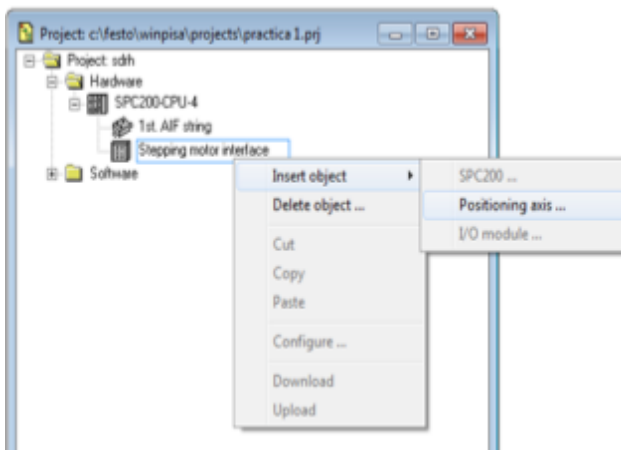 Project: c:\festo\winpisa\projects\practica 1.prj
Project: sdrh
Hardware
SPC200-CPU-4
1st. AIF string
Stepping motor interface
Software
Insert object
Delete object ...
Cut
Copy
Paste
Configure ...
Download
Upload
SPC200 ...
Positioning axis ...
I/O module ...